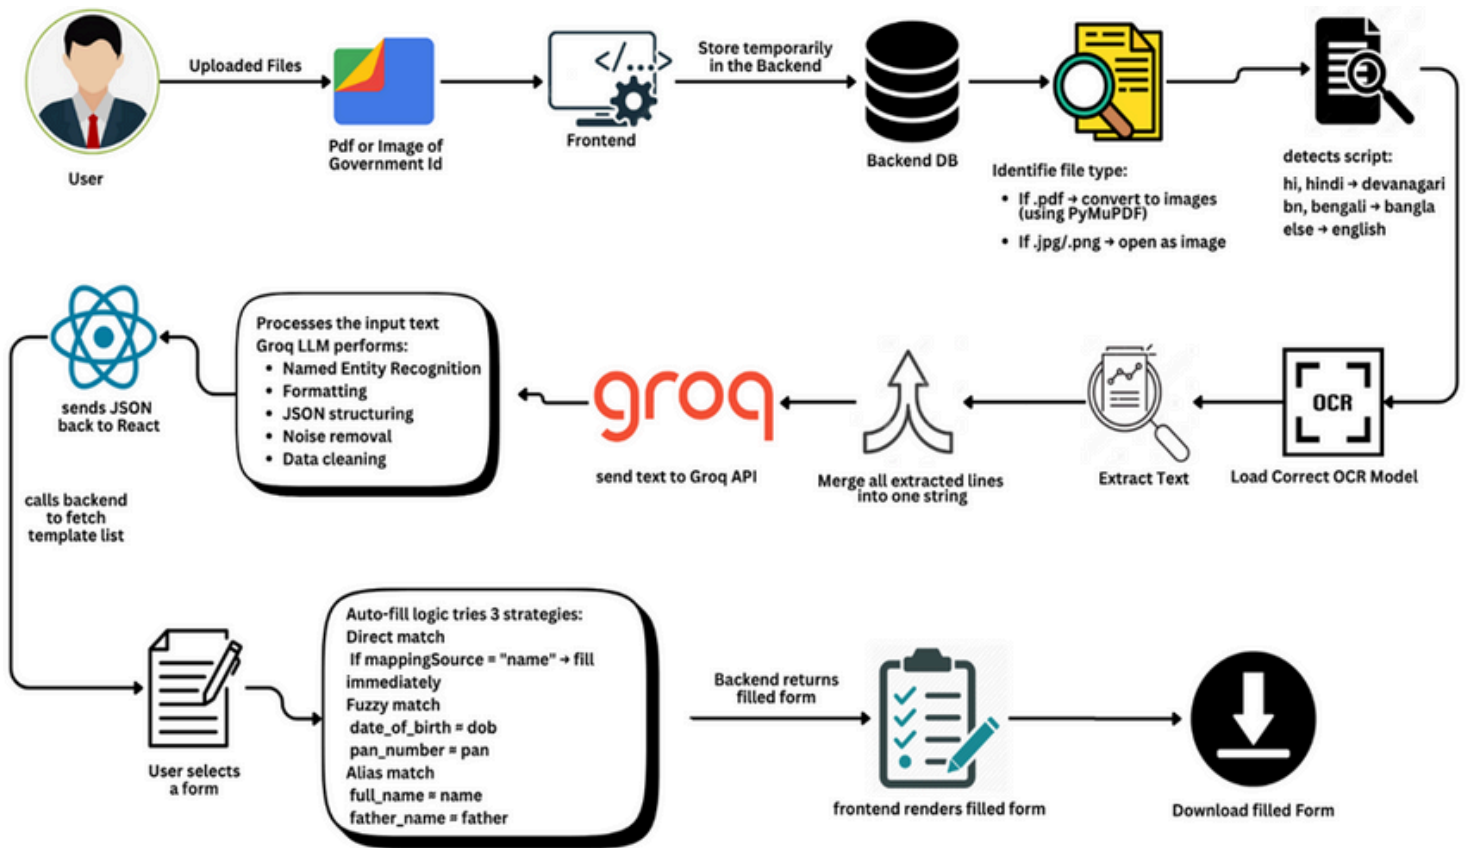 User
Uploaded Files
Pdf or Image of
Government Id
</...>
Frontend
Store temporarily
in the Backend
Backend DB
Identifie file type:
• If .pdf → convert to images
(using PyMuPDF)
• If .jpg/.png → open as image
detects script:
hi, hindi → devanagari
bn, bengali → bangla
else → english
OCR
Load Correct OCR Model
Extract Text
Merge all extracted lines
into one string
groq
send text to Groq API
Processes the input text
Groq LLM performs:
• Named Entity Recognition
• Formatting
• JSON structuring
• Noise removal
• Data cleaning
sends JSON
back to React
calls backend
to fetch
template list
User selects
a form
Auto-fill logic tries 3 strategies:
Direct match
If mappingSource = "name" → fill
immediately
Fuzzy match
date_of_birth ≈ dob
pan_number ≈ pan
Alias match
full_name = name
father_name = father
Backend returns
filled form
frontend renders filled form
Download filled Form